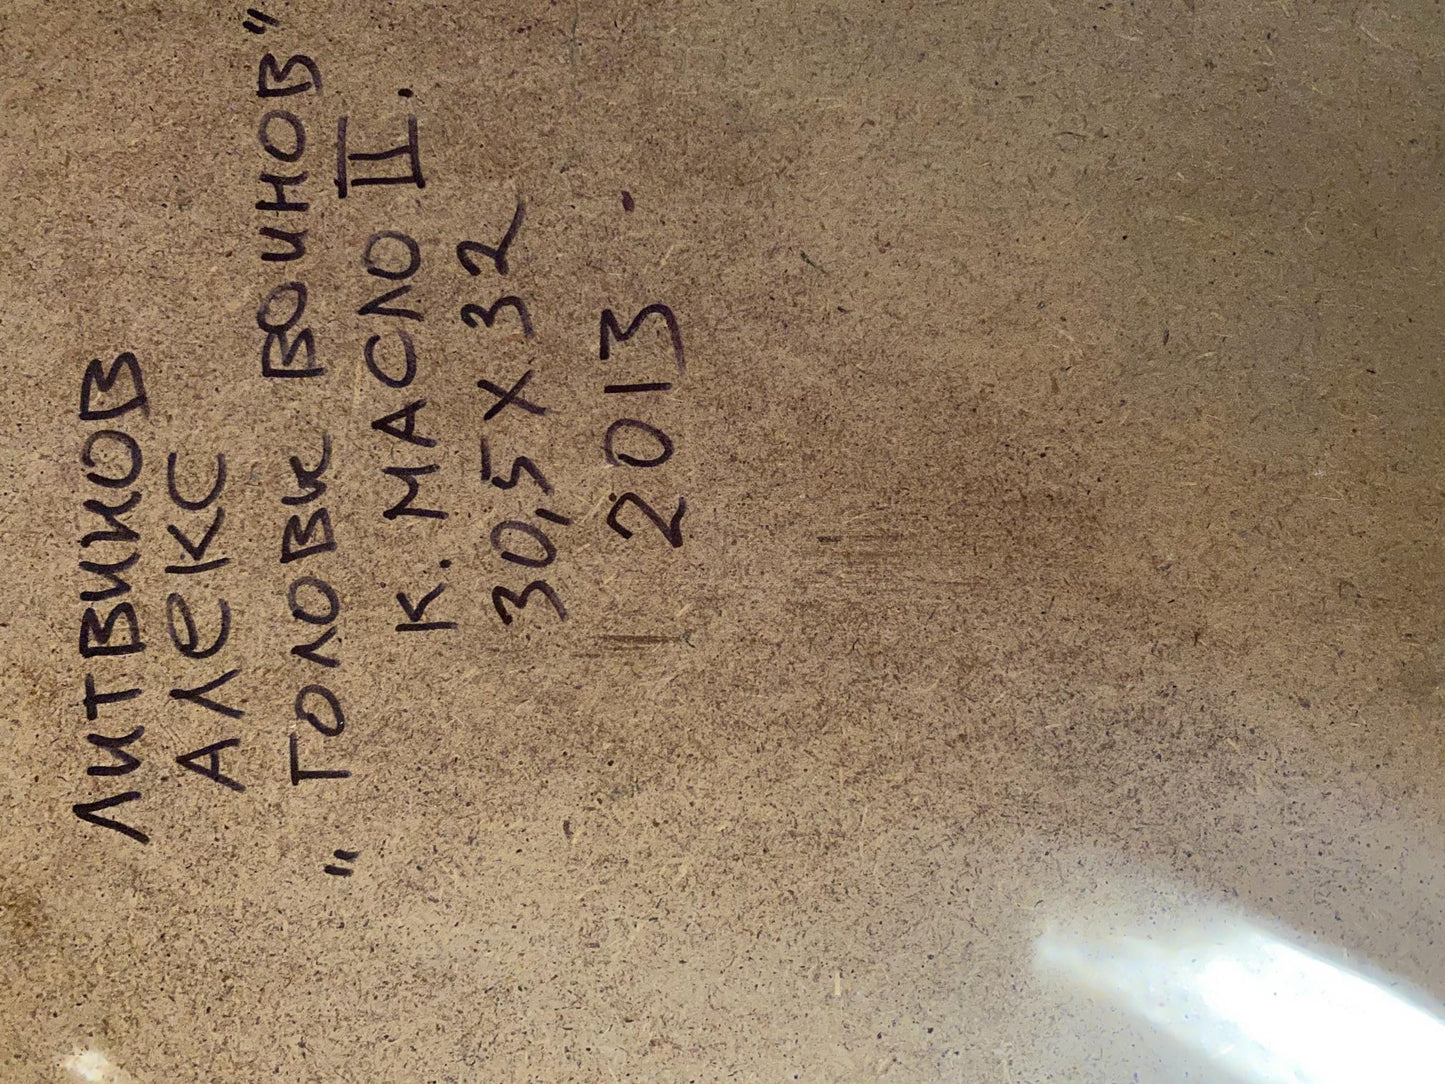 ЛИТВИНОВ
АЛЕКС
"ГОЛОВК ВОИНОВ"
К. МАСЛО II.
30,5 х 32
2013